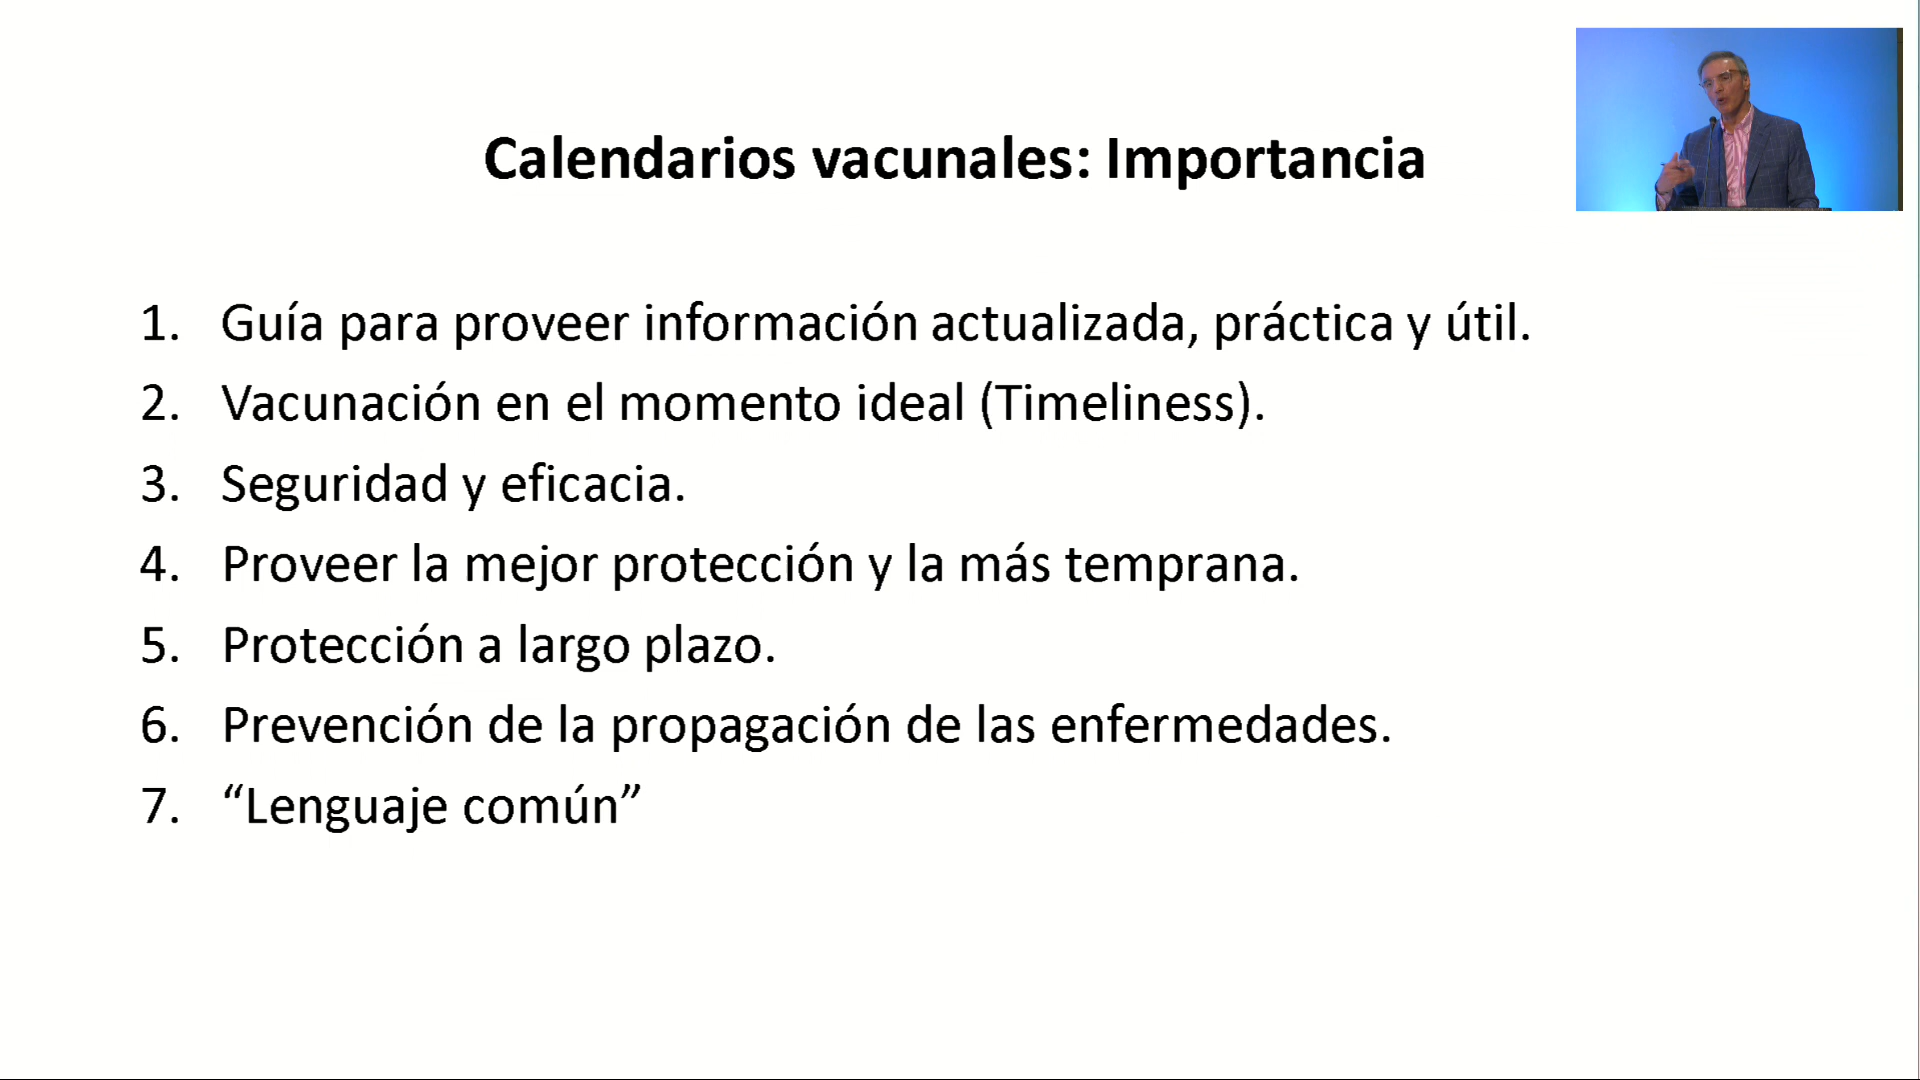 Calendarios vacunales: Importancia
1. Guía para proveer información actualizada, práctica y útil.
2. Vacunación en el momento ideal (Timeliness).
3. Seguridad y eficacia.
4. Proveer la mejor protección y la más temprana.
5. Protección a largo plazo.
6. Prevención de la propagación de las enfermedades.
7. “Lenguaje común”